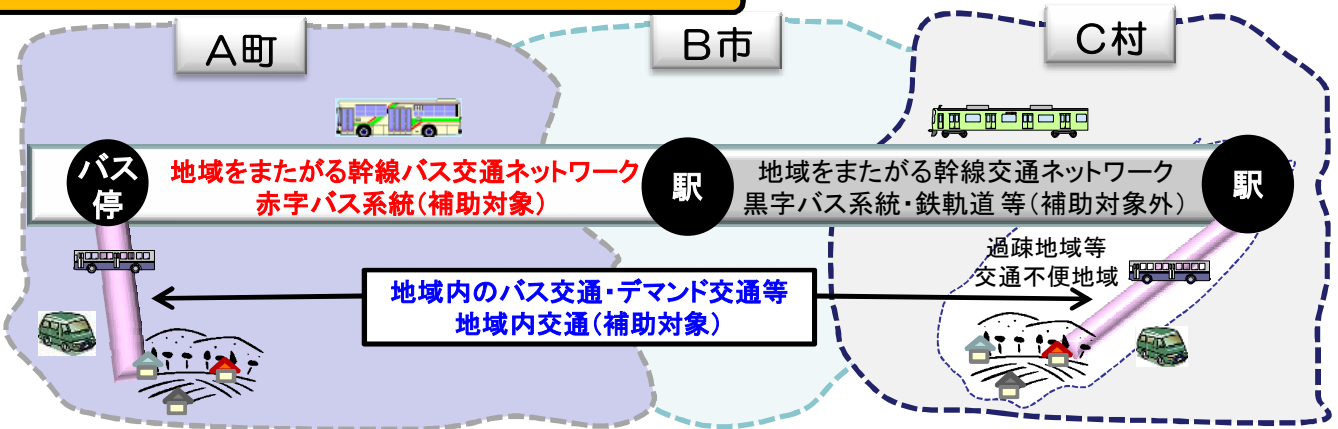 A町
B市
C村
バス
停
地域をまたがる幹線バス交通ネットワーク
赤字バス系統（補助対象）
駅
地域をまたがる幹線交通ネットワーク
黒字バス系統・鉄軌道 等（補助対象外）
駅
過疎地域等
交通不便地域
地域内のバス交通・デマンド交通等
地域内交通（補助対象）